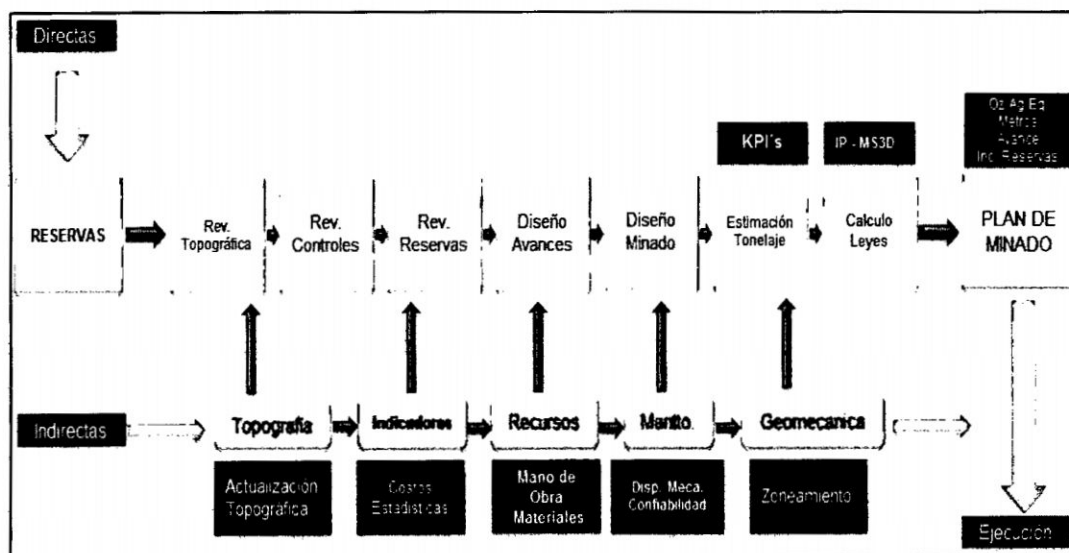 Directas
Oz Ag Eq
Metros
Avance
Inc. Reservas
KPI's
IP - MS3D
RESERVAS
Rev.
Topográfica
Rev.
Controles
Rev.
Reservas
Diseño
Avances
Diseño
Minado
Estimación
Tonelaje
Calculo
Leyes
PLAN DE
MINADO
Indirectas
Topografía
Indicadores
Recursos
Mantto.
Geomecanica
Actualización
Topográfica
Costos
Estadisticas
Mano de
Obra
Materiales
Disp. Meca.
Confiabilidad
Zoneamiento
Ejecución